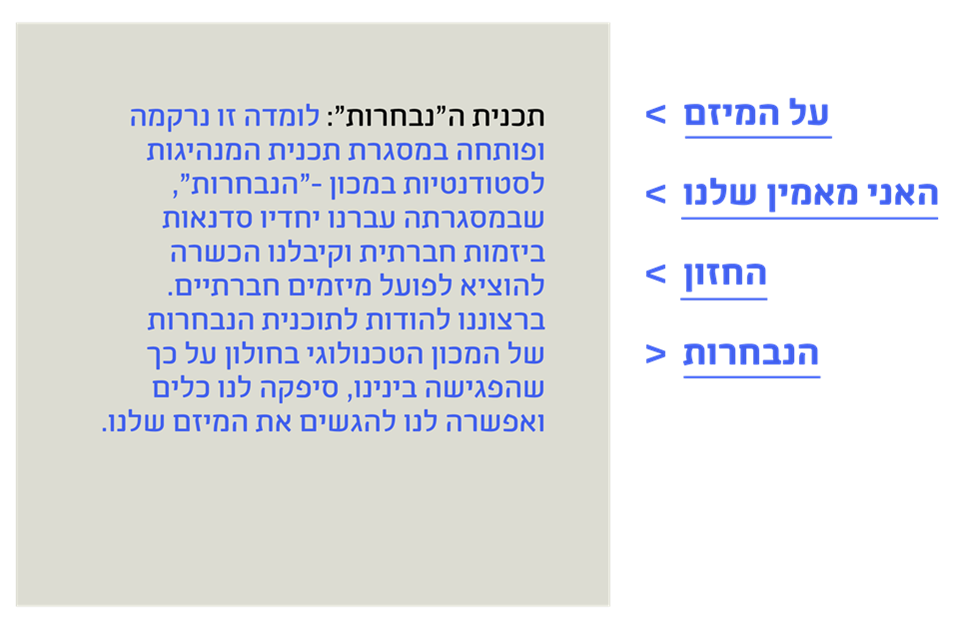 על המיזם >
האני מאמין שלנו >
החזון >
הנבחרות <
תכנית ה"נבחרות": לומדה זו נרקמה
ופותחה במסגרת תכנית המנהיגות
לסטודנטיות במכון -"הנבחרות",
שבמסגרתה עברנו יחדיו סדנאות
ביזמות חברתית וקיבלנו הכשרה
להוציא לפועל מיזמים חברתיים.
ברצוננו להודות לתוכנית הנבחרות
של המכון הטכנולוגי בחולון על כך
שהפגישה בינינו, סיפקה לנו כלים
ואפשרה לנו להגשים את המיזם שלנו.